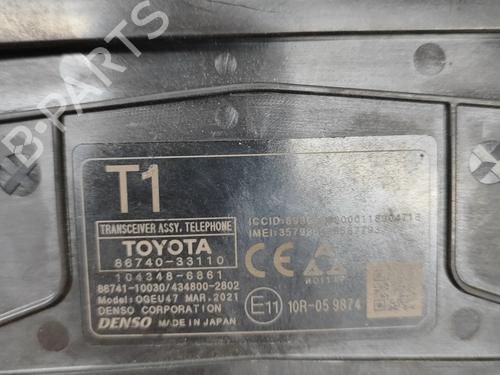 B-PARTS
T1
TRANSCEIVER ASSY, TELEPHONE
TOYOTA
86740-33110
104348-6861
86741-10030/434800-2802
Model:OGEU47 MAR.2021
DENSO CORPORATION
DENSO MADE IN JAPAN
ICCID:
IMEI:
CE
E11 10R-05 9874